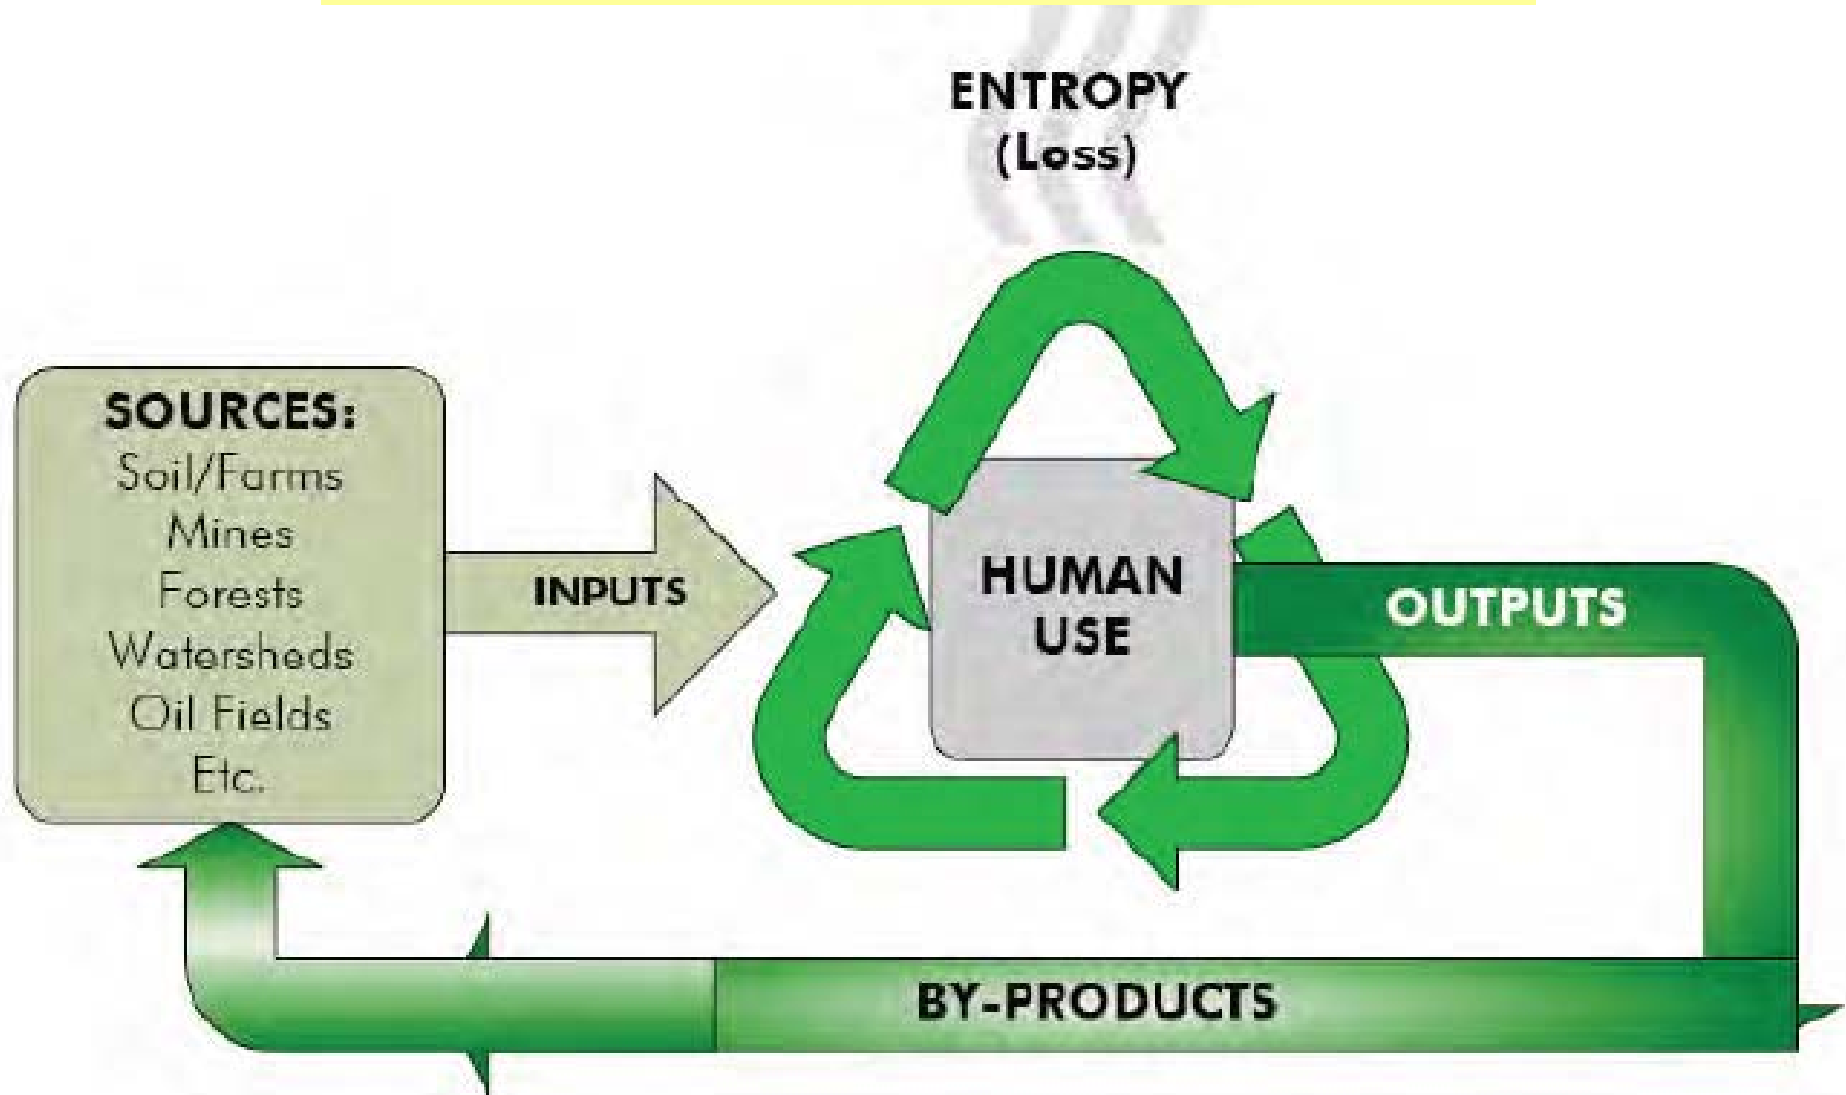 ENTROPY
(Loss)
SOURCES:
Soil/Farms
Mines
Forests
Watersheds
Oil Fields
Etc.
INPUTS
HUMAN
USE
OUTPUTS
BY-PRODUCTS